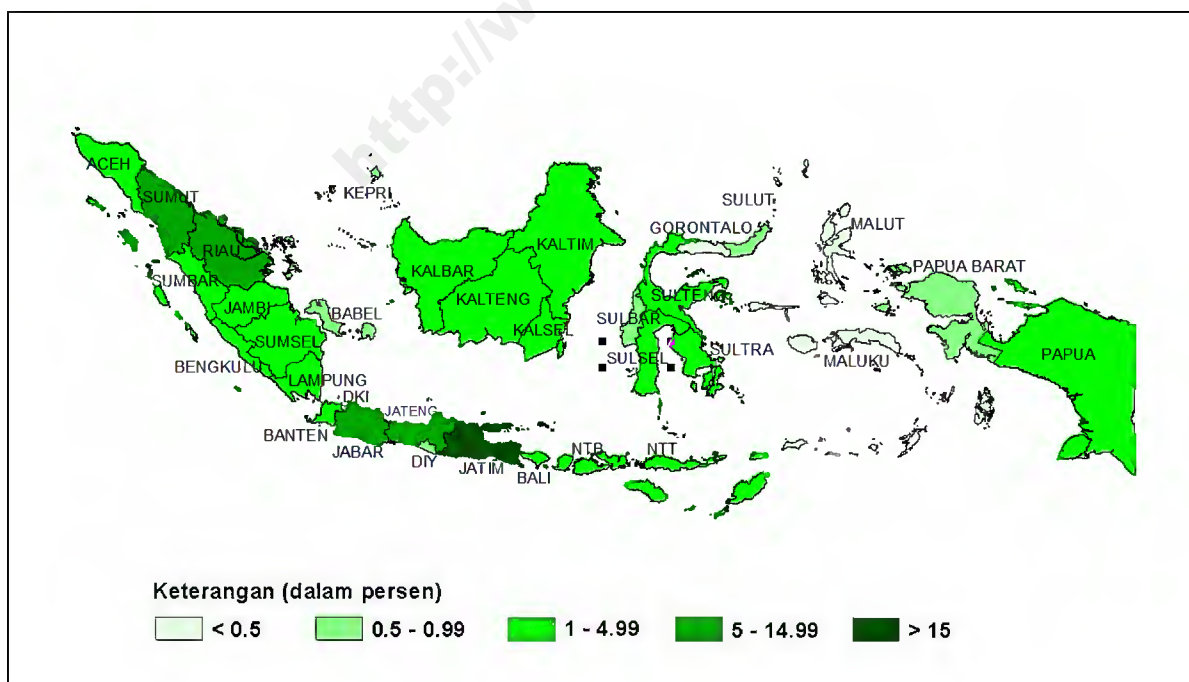 http://w
ACEH
SUMUT
KEPRI
SULUT
RIAU
GORONTALO
MALUT
KALTIM
SUMBAR
KALBAR
PAPUA BARAT
JAMBI
BABEL
KALTENG
SULTENG
SUMSEL
KALSEL
SULBAR
BENGKULU
SULSEL
SULTRA
PAPUA
LAMPUNG
MALUKU
DKI
BANTEN
JATENG
JABAR
DIY
JATIM
BALI
NTB
NTT
Keterangan (dalam persen)
< 0.5 0.5 - 0.99 1 - 4.99 5 - 14.99 > 15